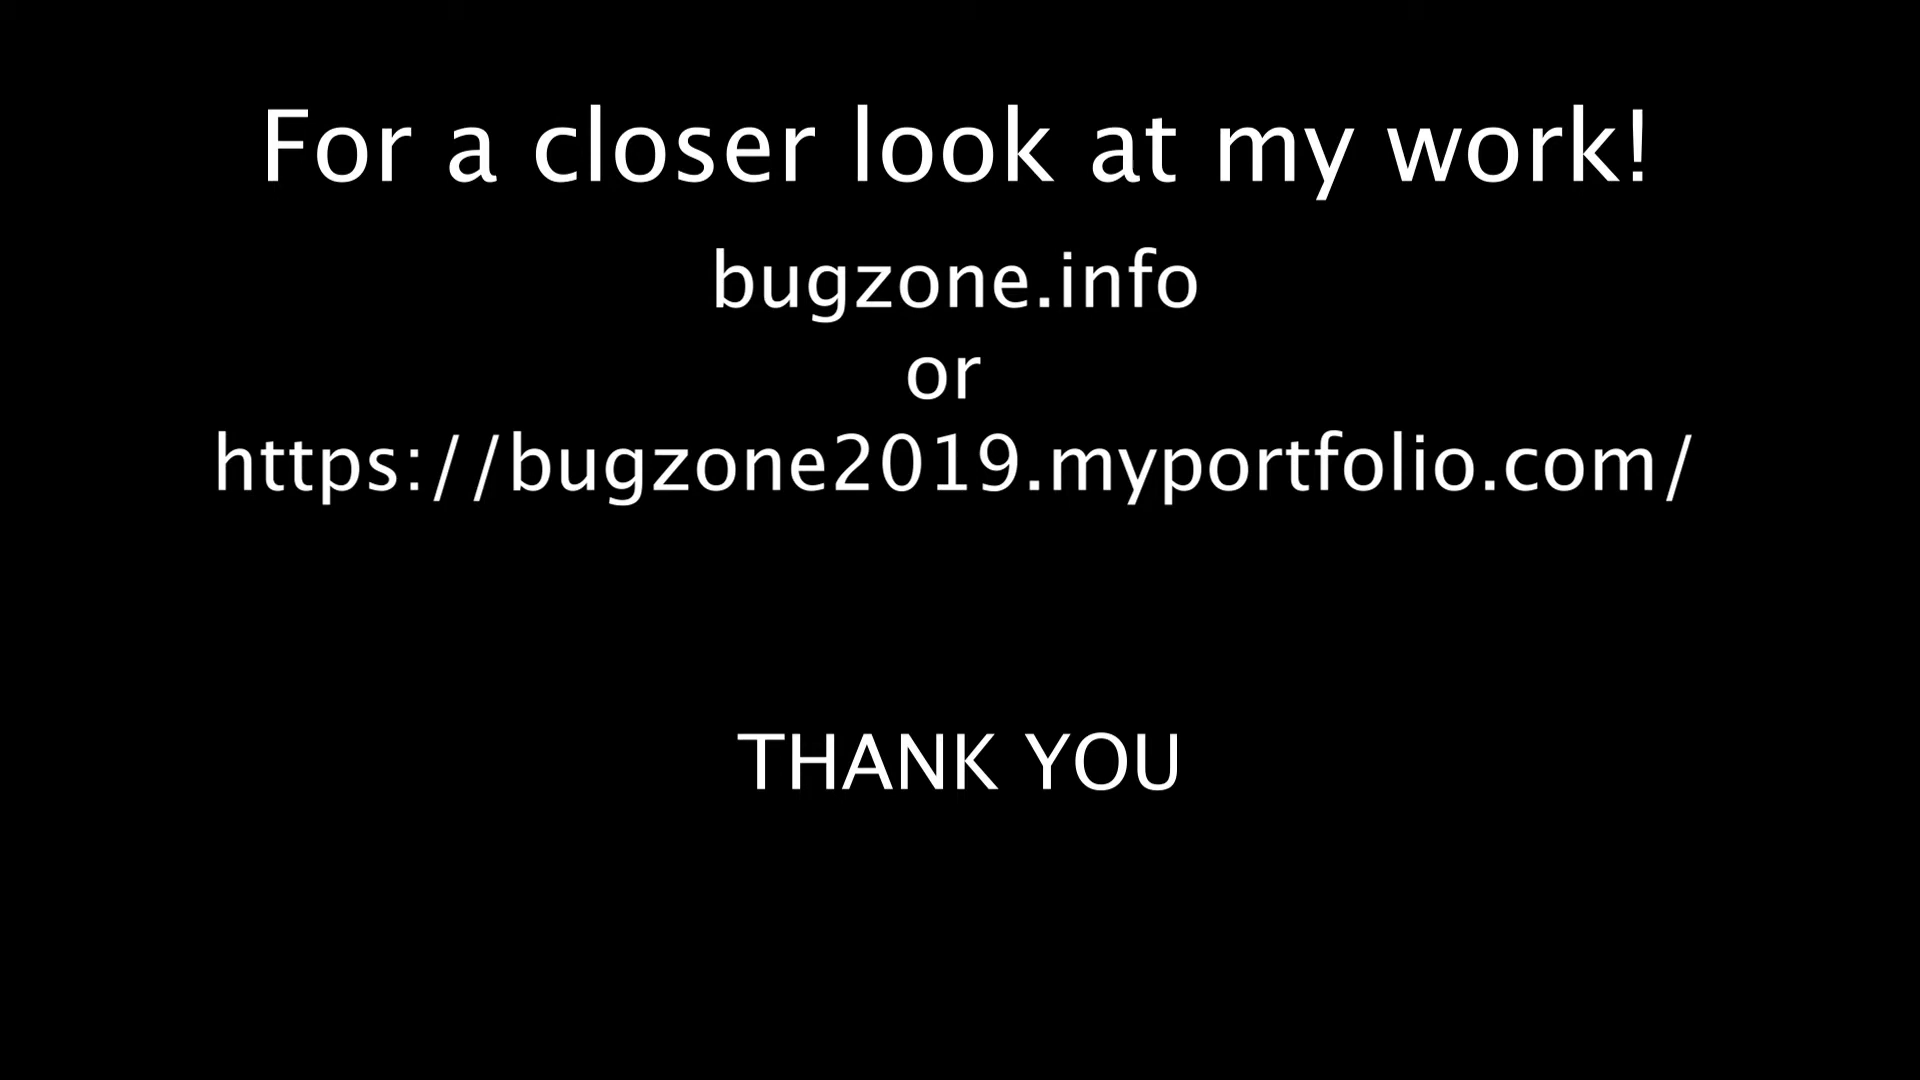 For a closer look at my work!
bugzone.info
or
https://bugzone2019.myportfolio.com/
THANK YOU